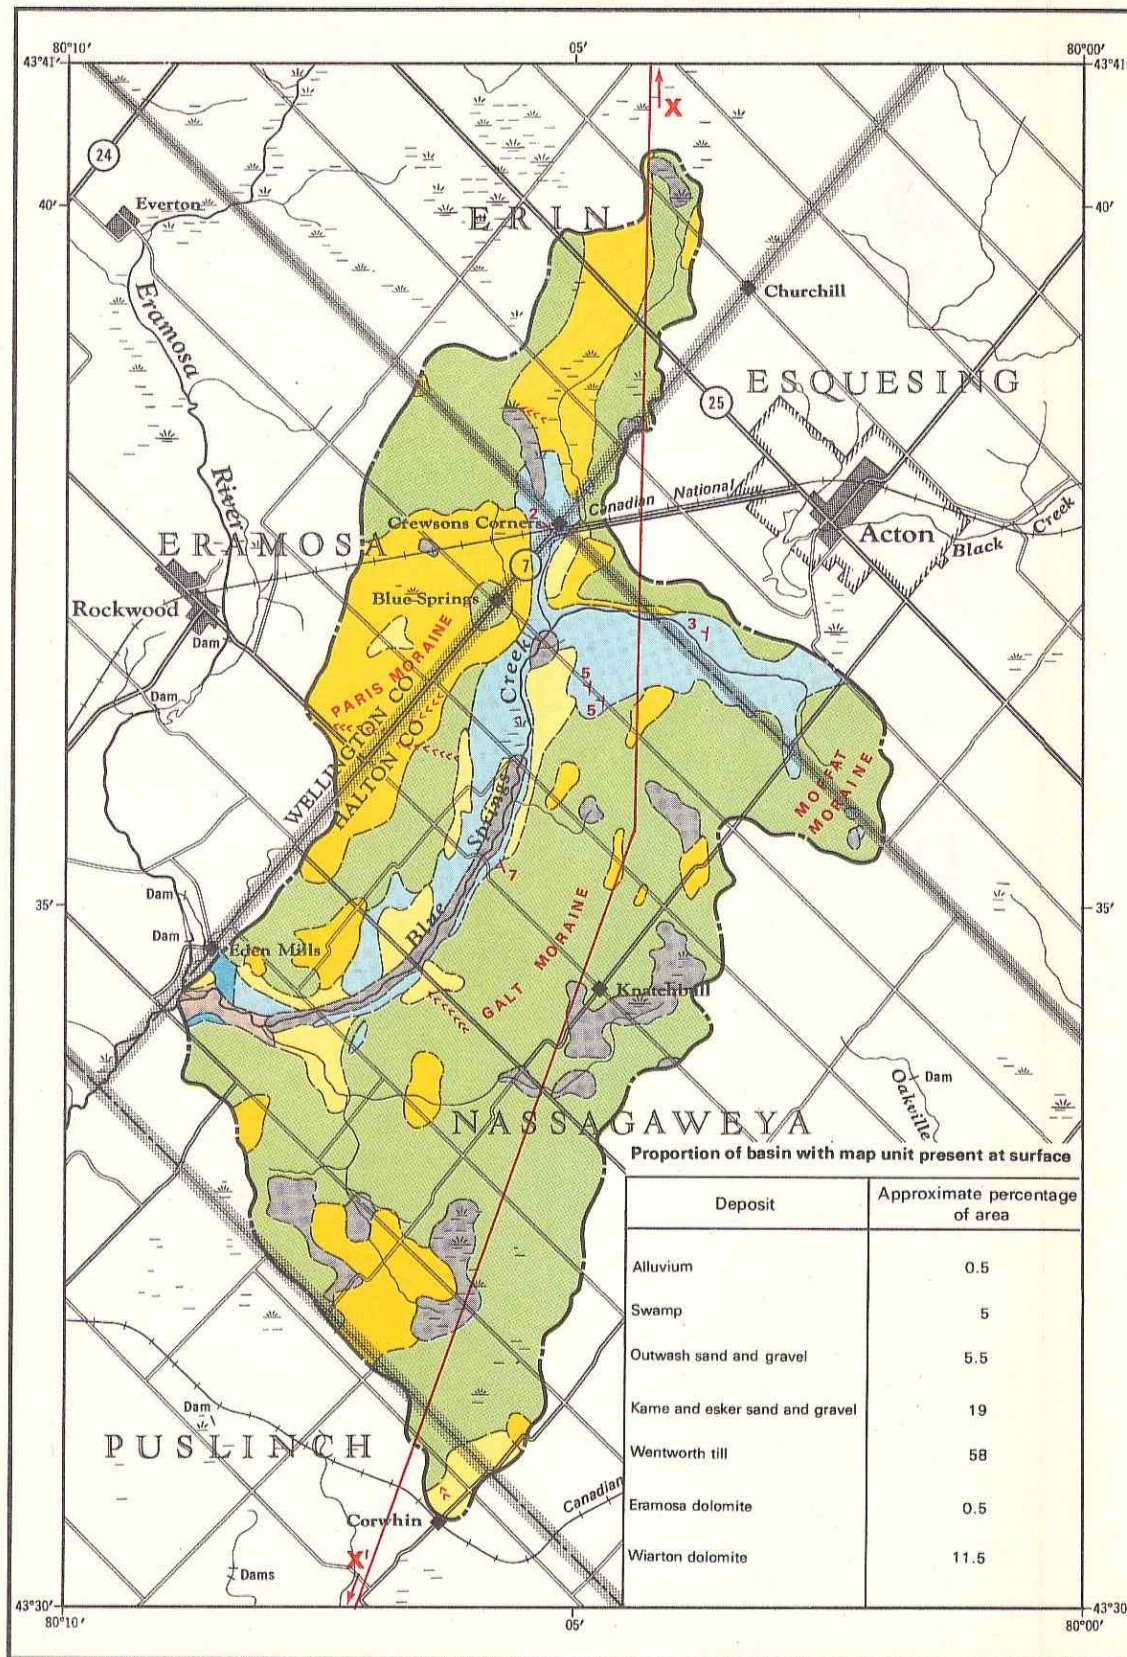 80°10′ 05′ 80°00′
43°41′ 43°41′
X
24
40′ 40′
Everton
ERIN
Churchill
Eramosa
River
ESQUESING
25
Canadian National
2
Crewsons Corners
Acton
Black Creek
ERAMOSA
7
Blue Springs
Rockwood
Dam
3
PARIS MORAINE
Creek
5
5
Dam
WELLINGTON CO
HALTON CO
MOFFAT
MORAINE
Springs
7
Blue
Dam
35′ 35′
GALT MORAINE
Dam
Eden Mills
Knatchbull
Oakville
Dam
NASSAGAWEYA
Proportion of basin with map unit present at surface
Deposit Approximate percentage
of area
Alluvium 0.5
Swamp 5
Outwash sand and gravel 5.5
Kame and esker sand and gravel 19
Wentworth till 58
Eramosa dolomite 0.5
Wiarton dolomite 11.5
Dam
PUSLINCH
Canadian
Corwhin
X'
Dams
43°30′ 43°30′
80°10′ 05′ 80°00′